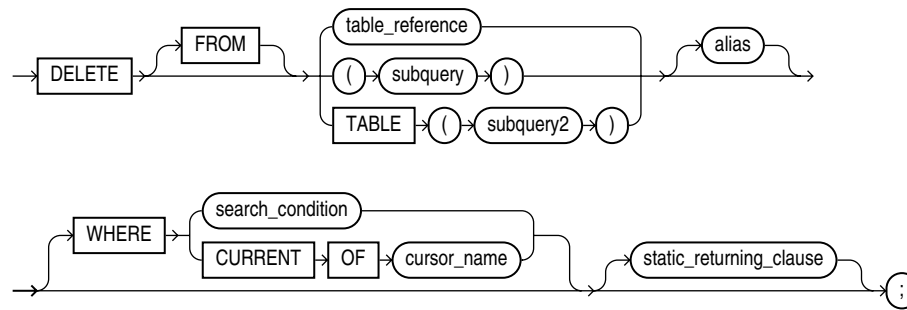 DELETE FROM table_reference alias
( subquery )
TABLE ( subquery2 )
WHERE search_condition static_returning_clause ;
CURRENT OF cursor_name